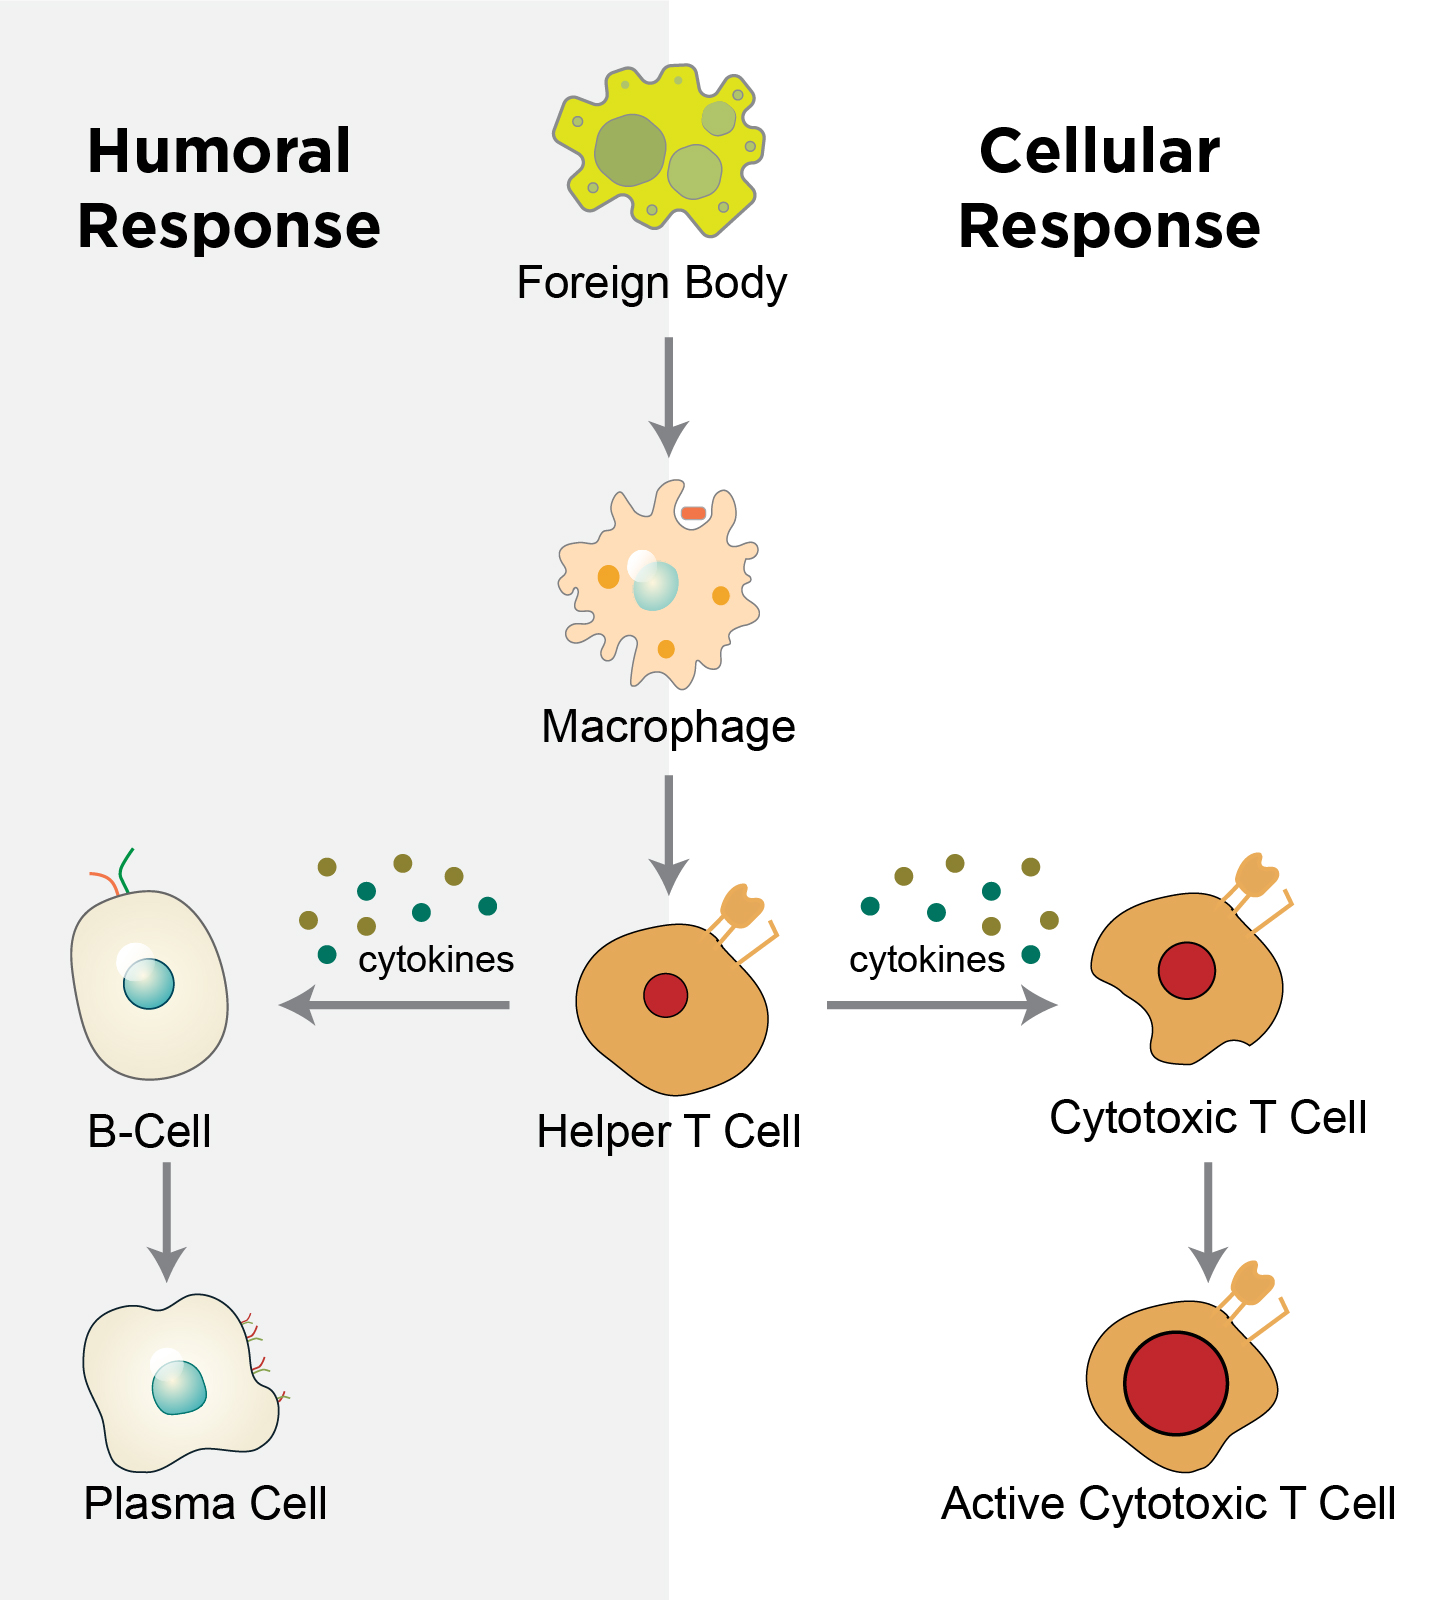 Humoral
Response
Cellular
Response
Foreign Body
Macrophage
cytokines
cytokines
B-Cell
Helper T Cell
Cytotoxic T Cell
Plasma Cell
Active Cytotoxic T Cell